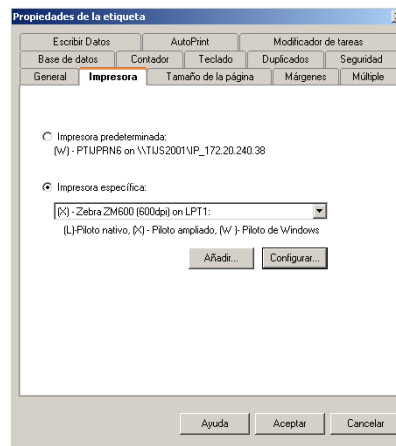 Propiedades de la etiqueta
Escribir Datos AutoPrint Modificador de tareas
Base de datos Contador Teclado Duplicados Seguridad
General Impresora Tamaño de la página Márgenes Múltiple
Impresora predeterminada:
(W) - PTIJPRN6 on \\TIJS2001\IP_172.20.240.38
Impresora específica:
(X) - Zebra ZM600 (600dpi) on LPT1:
(L)-Piloto nativo, (X) - Piloto ampliado, (W )- Piloto de Windows
Añadir... Configurar...
Ayuda Aceptar Cancelar